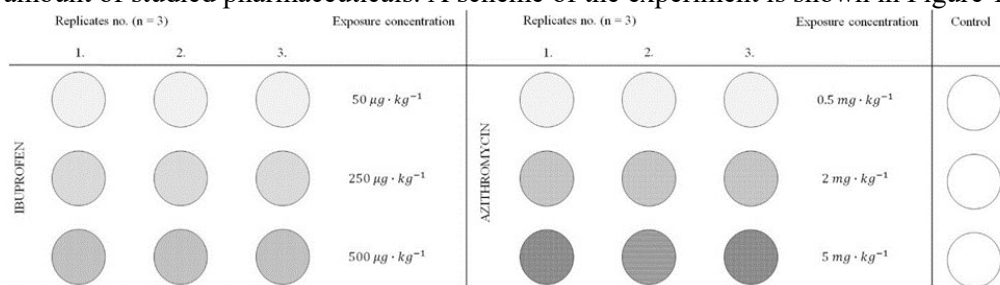 amount of studied pharmaceuticals. A scheme of the experiment is shown in Figure 1
Replicates no. (n = 3) Exposure concentration Replicates no. (n = 3) Exposure concentration Control
1. 2. 3. 1. 2. 3.
50 μg · kg⁻¹ 0.5 mg · kg⁻¹
IBUPROFEN 250 μg · kg⁻¹ AZITHROMYCIN 2 mg · kg⁻¹
500 μg · kg⁻¹ 5 mg · kg⁻¹